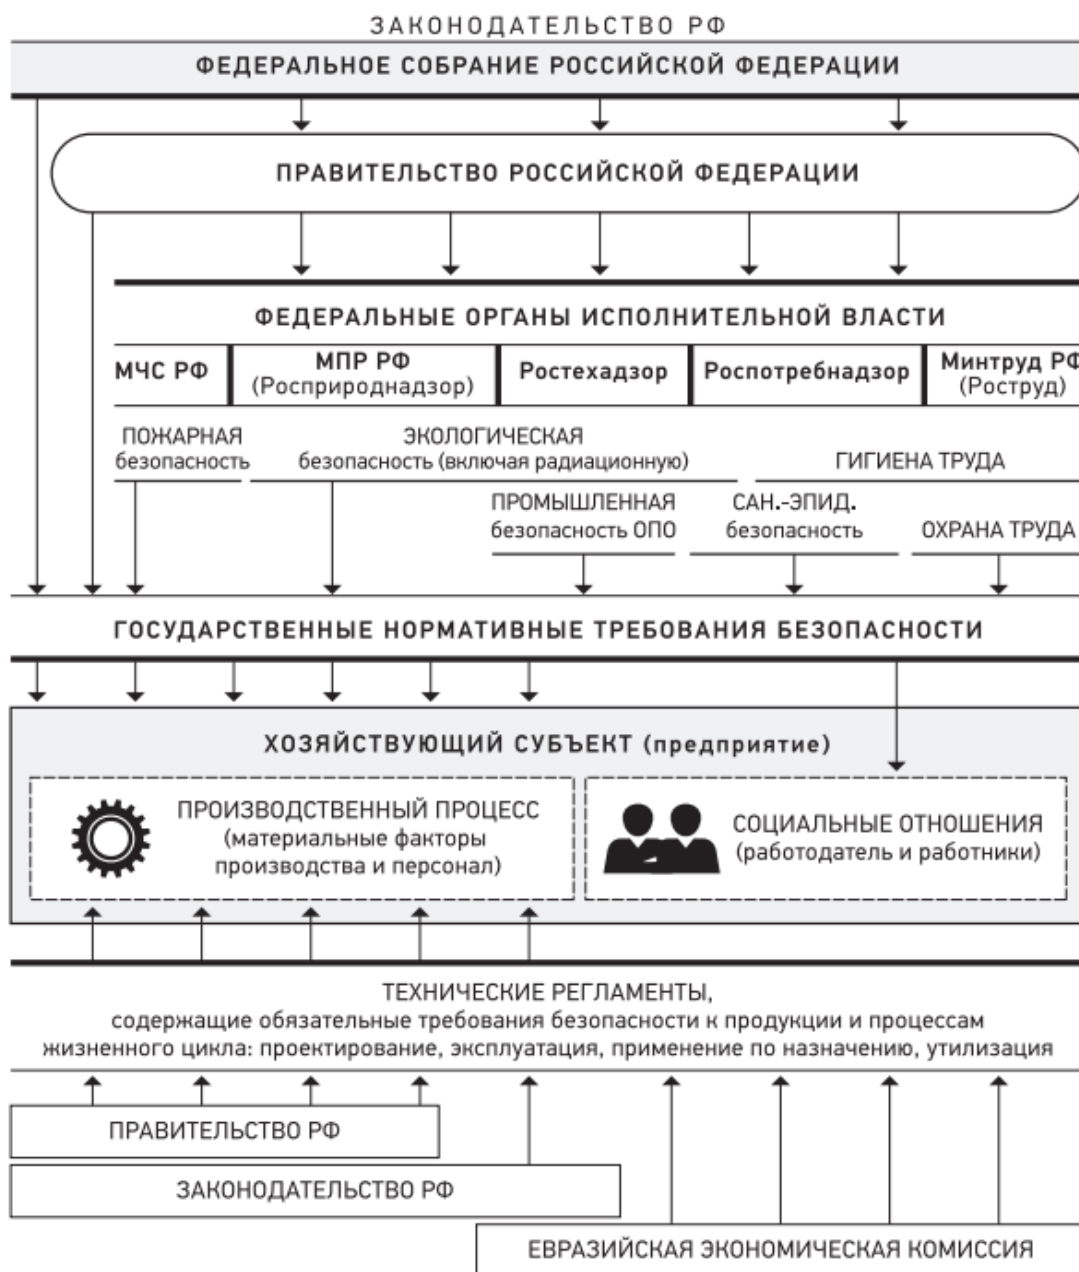 ЗАКОНОДАТЕЛЬСТВО РФ
ФЕДЕРАЛЬНОЕ СОБРАНИЕ РОССИЙСКОЙ ФЕДЕРАЦИИ
ПРАВИТЕЛЬСТВО РОССИЙСКОЙ ФЕДЕРАЦИИ
ФЕДЕРАЛЬНЫЕ ОРГАНЫ ИСПОЛНИТЕЛЬНОЙ ВЛАСТИ
МЧС РФ
МПР РФ
(Росприроднадзор)
Ростехадзор
Роспотребнадзор
Минтруд РФ
(Роструд)
ПОЖАРНАЯ
безопасность
ЭКОЛОГИЧЕСКАЯ
безопасность (включая радиационную)
ГИГИЕНА ТРУДА
ПРОМЫШЛЕННАЯ
безопасность ОПО
САН.-ЭПИД.
безопасность
ОХРАНА ТРУДА
ГОСУДАРСТВЕННЫЕ НОРМАТИВНЫЕ ТРЕБОВАНИЯ БЕЗОПАСНОСТИ
ХОЗЯЙСТВУЮЩИЙ СУБЪЕКТ (предприятие)
ПРОИЗВОДСТВЕННЫЙ ПРОЦЕСС
(материальные факторы
производства и персонал)
СОЦИАЛЬНЫЕ ОТНОШЕНИЯ
(работодатель и работники)
ТЕХНИЧЕСКИЕ РЕГЛАМЕНТЫ,
содержащие обязательные требования безопасности к продукции и процессам
жизненного цикла: проектирование, эксплуатация, применение по назначению, утилизация
ПРАВИТЕЛЬСТВО РФ
ЗАКОНОДАТЕЛЬСТВО РФ
ЕВРАЗИЙСКАЯ ЭКОНОМИЧЕСКАЯ КОМИССИЯ